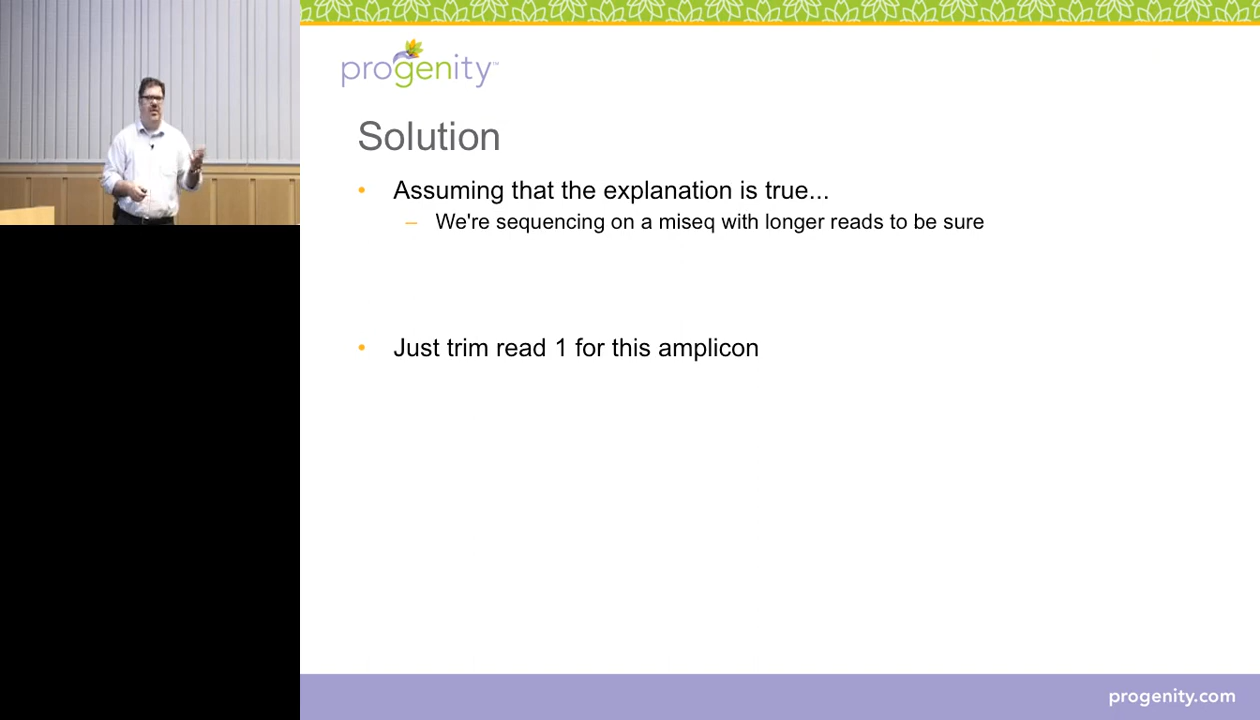 progenity™
Solution
• Assuming that the explanation is true...
– We're sequencing on a miseq with longer reads to be sure
• Just trim read 1 for this amplicon
progenity.com